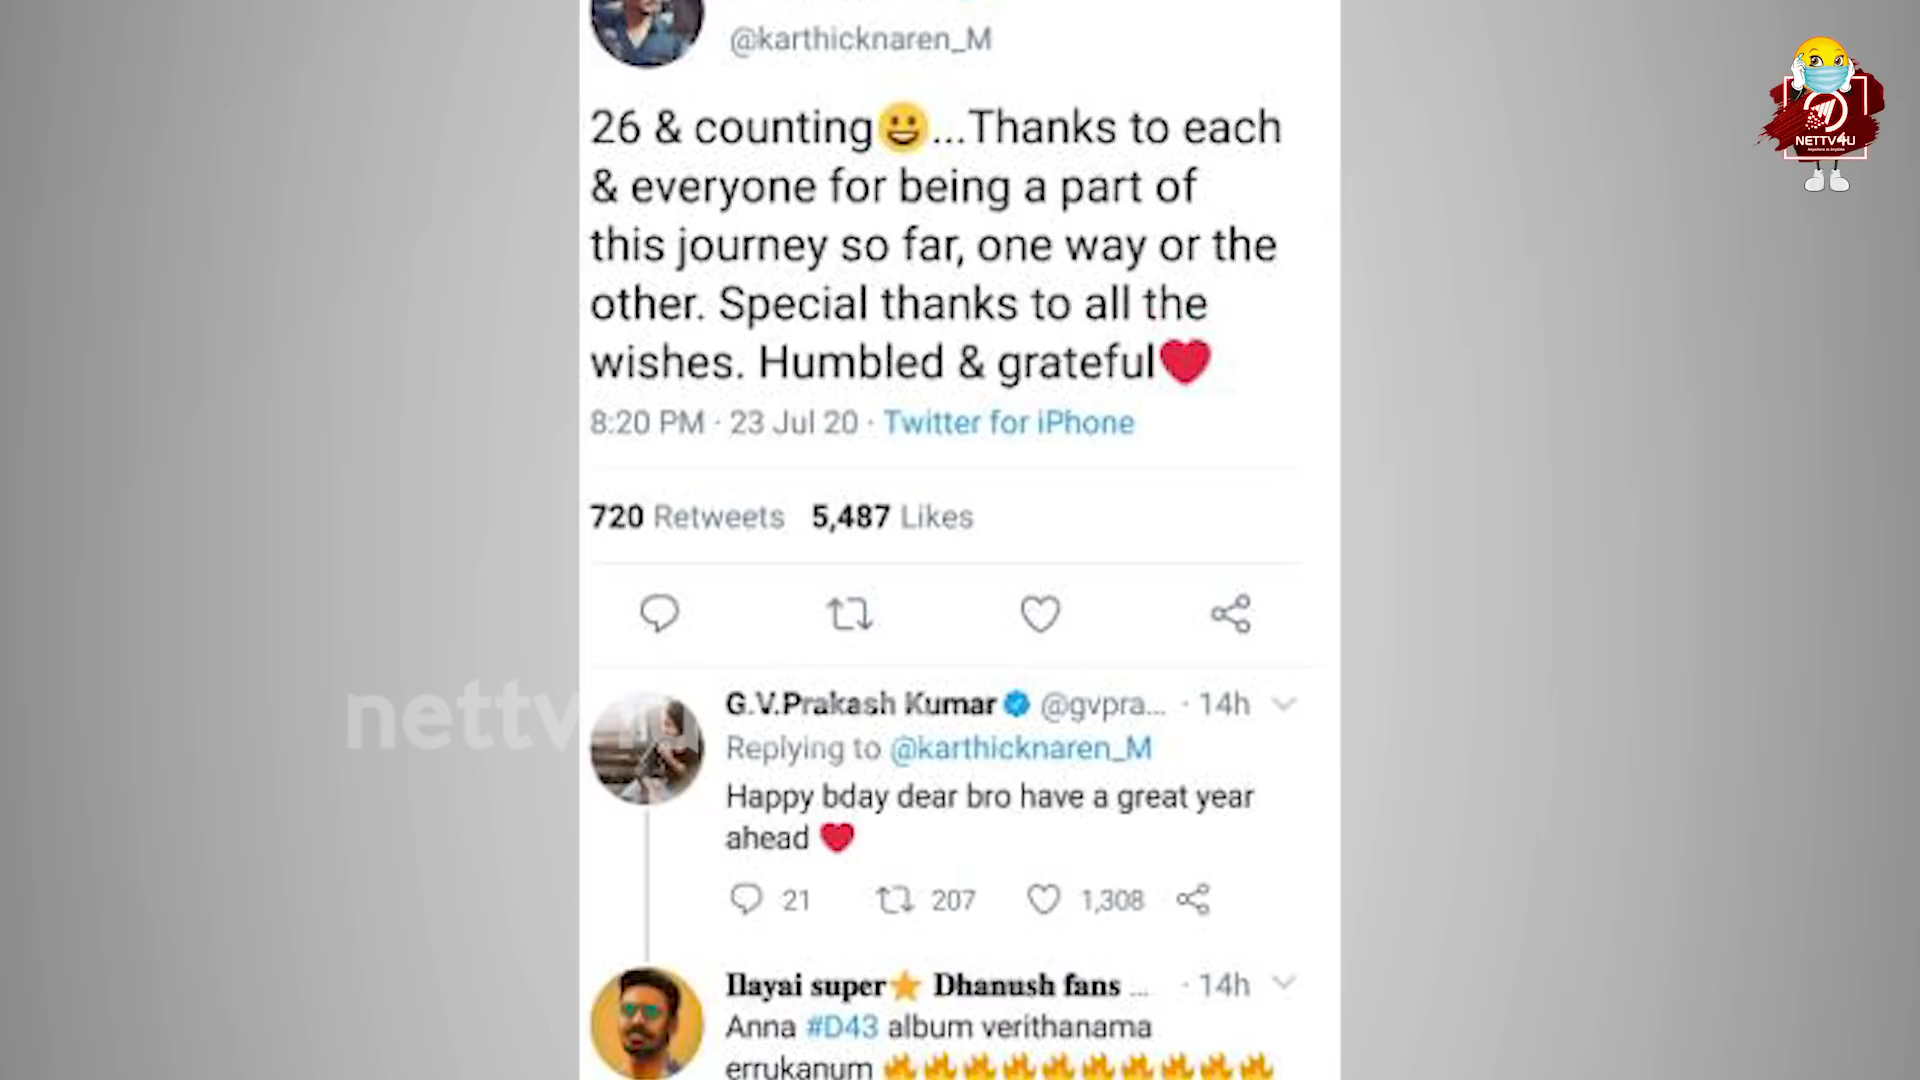 @karthicknaren_M
NETTV4U
26 & counting😀...Thanks to each
& everyone for being a part of
this journey so far, one way or the
other. Special thanks to all the
wishes. Humbled & grateful❤️
8:20 PM · 23 Jul 20 · Twitter for iPhone
720 Retweets 5,487 Likes
nettv4u
G.V.Prakash Kumar @gvpra... · 14h
Replying to @karthicknaren_M
Happy bday dear bro have a great year
ahead ❤️
21 207 1,308
Ilayai super⭐ Dhanush fans ... · 14h
Anna #D43 album verithanama
errukanum 🔥🔥🔥🔥🔥🔥🔥🔥🔥🔥